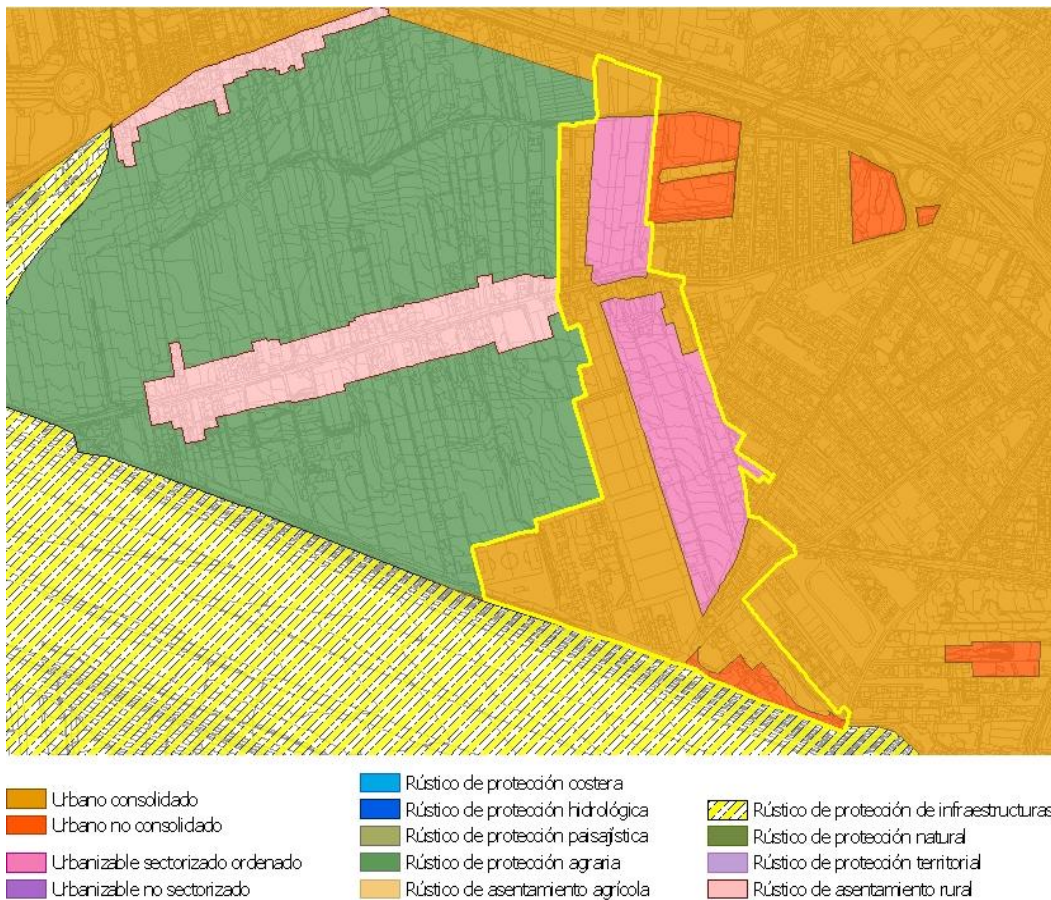 Urbano consolidado
Urbano no consolidado
Urbanizable sectorizado ordenado
Urbanizable no sectorizado
Rústico de protección costera
Rústico de protección hidrológica
Rústico de protección paisajística
Rústico de protección agraria
Rústico de asentamiento agrícola
Rústico de protección de infraestructuras
Rústico de protección natural
Rústico de protección territorial
Rústico de asentamiento rural